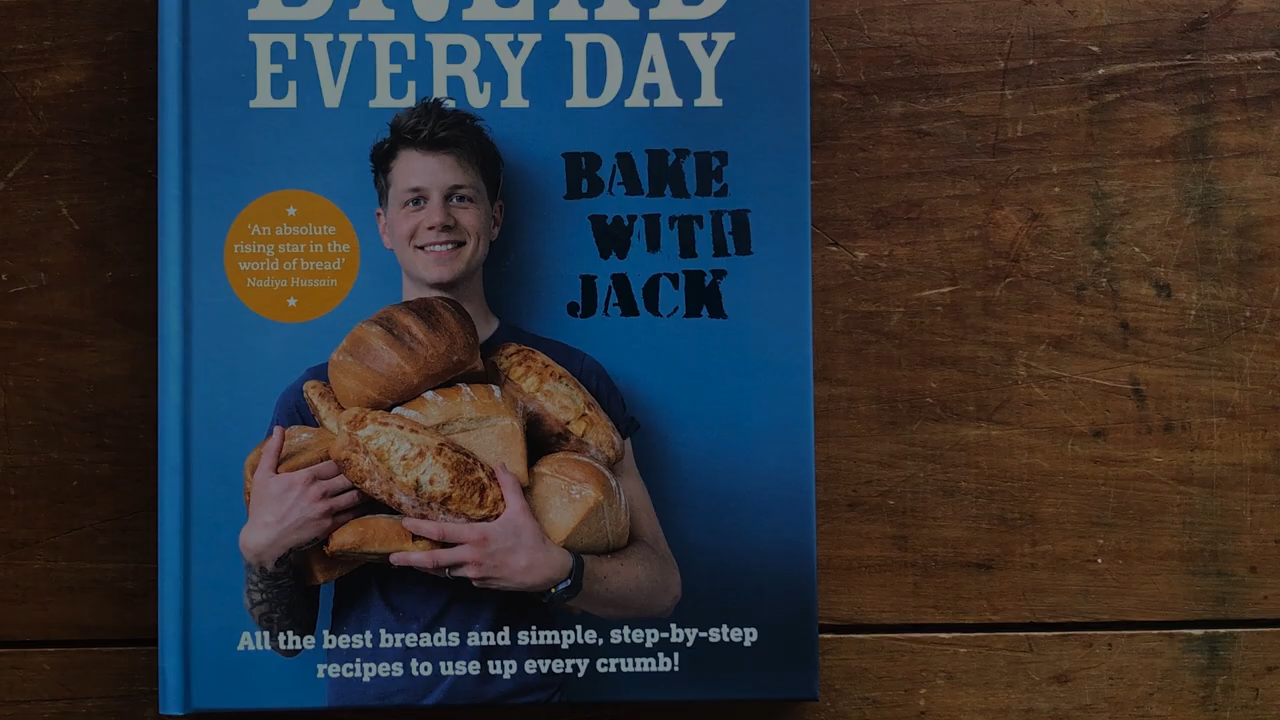 BREAD
EVERY DAY
BAKE
WITH
JACK
'An absolute
rising star in the
world of bread'
Nadiya Hussain
All the best breads and simple, step-by-step
recipes to use up every crumb!